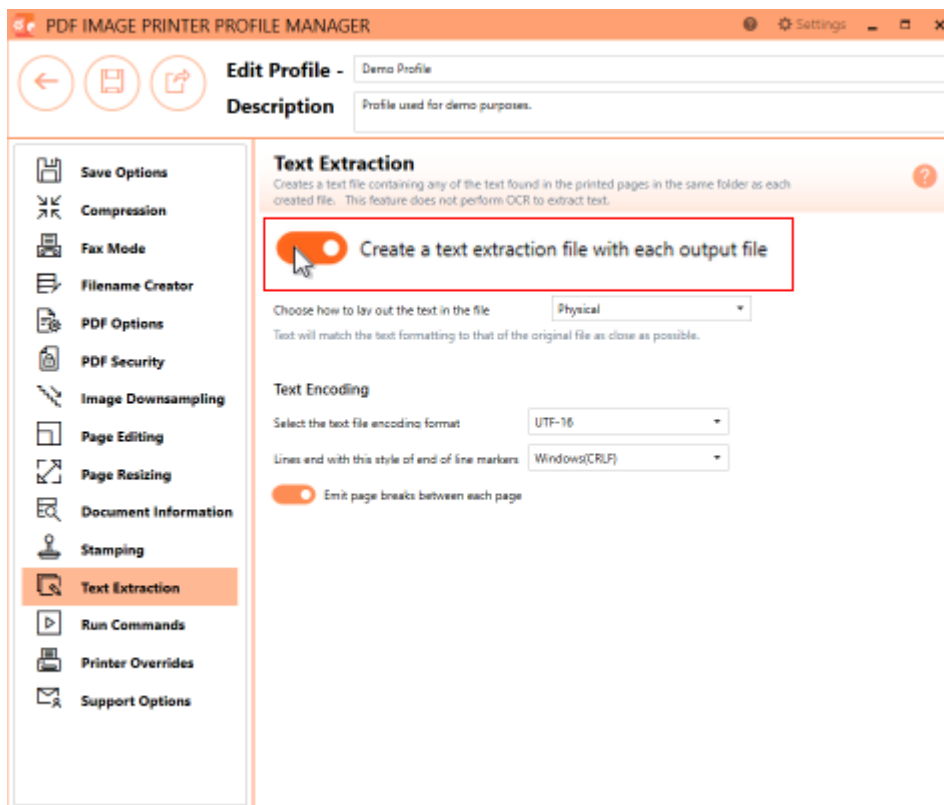 PDF IMAGE PRINTER PROFILE MANAGER
Settings
Edit Profile -
Demo Profile
Description
Profile used for demo purposes.
Save Options
Compression
Fax Mode
Filename Creator
PDF Options
PDF Security
Image Downsampling
Page Editing
Page Resizing
Document Information
Stamping
Text Extraction
Run Commands
Printer Overrides
Support Options
Text Extraction
Creates a text file containing any of the text found in the printed pages in the same folder as each
created file. This feature does not perform OCR to extract text.
Create a text extraction file with each output file
Choose how to lay out the text in the file
Physical
Text will match the text formatting to that of the original file as close as possible.
Text Encoding
Select the text file encoding format
UTF-16
Lines end with this style of end of line markers
Windows(CRLF)
Emit page breaks between each page